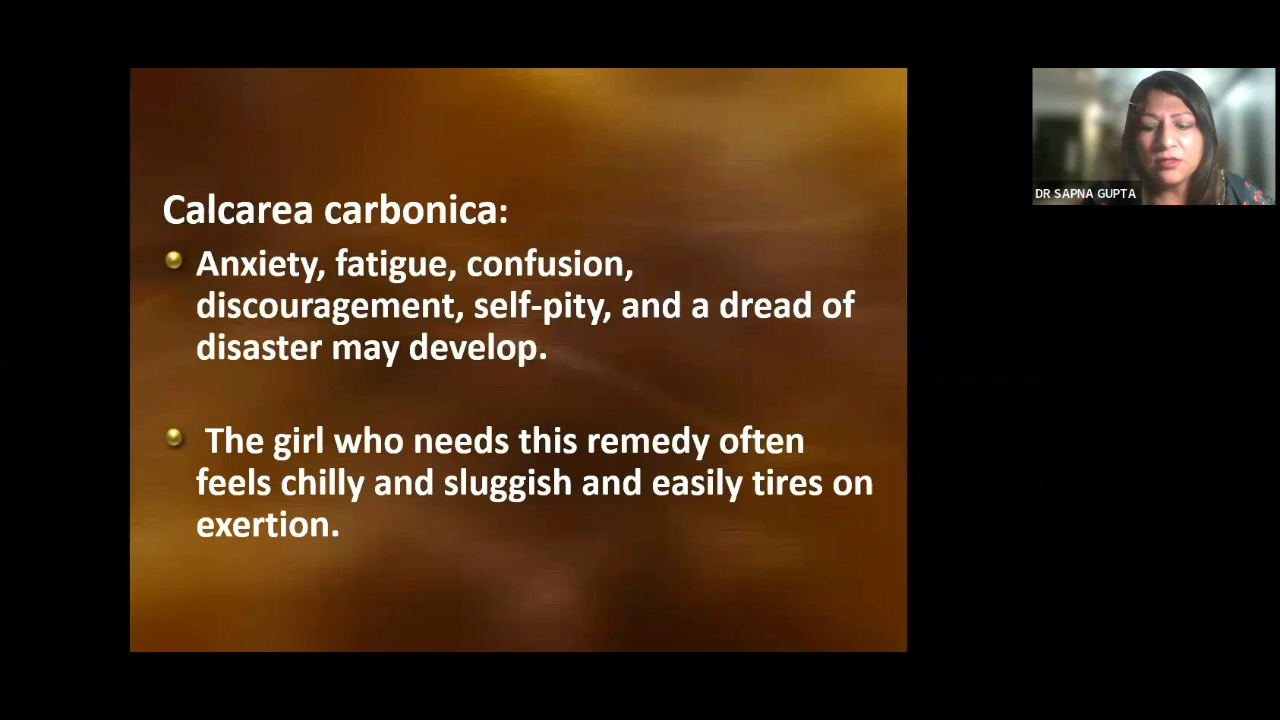 Calcarea carbonica:
Anxiety, fatigue, confusion,
discouragement, self-pity, and a dread of
disaster may develop.
The girl who needs this remedy often
feels chilly and sluggish and easily tires on
exertion.
DR SAPNA GUPTA